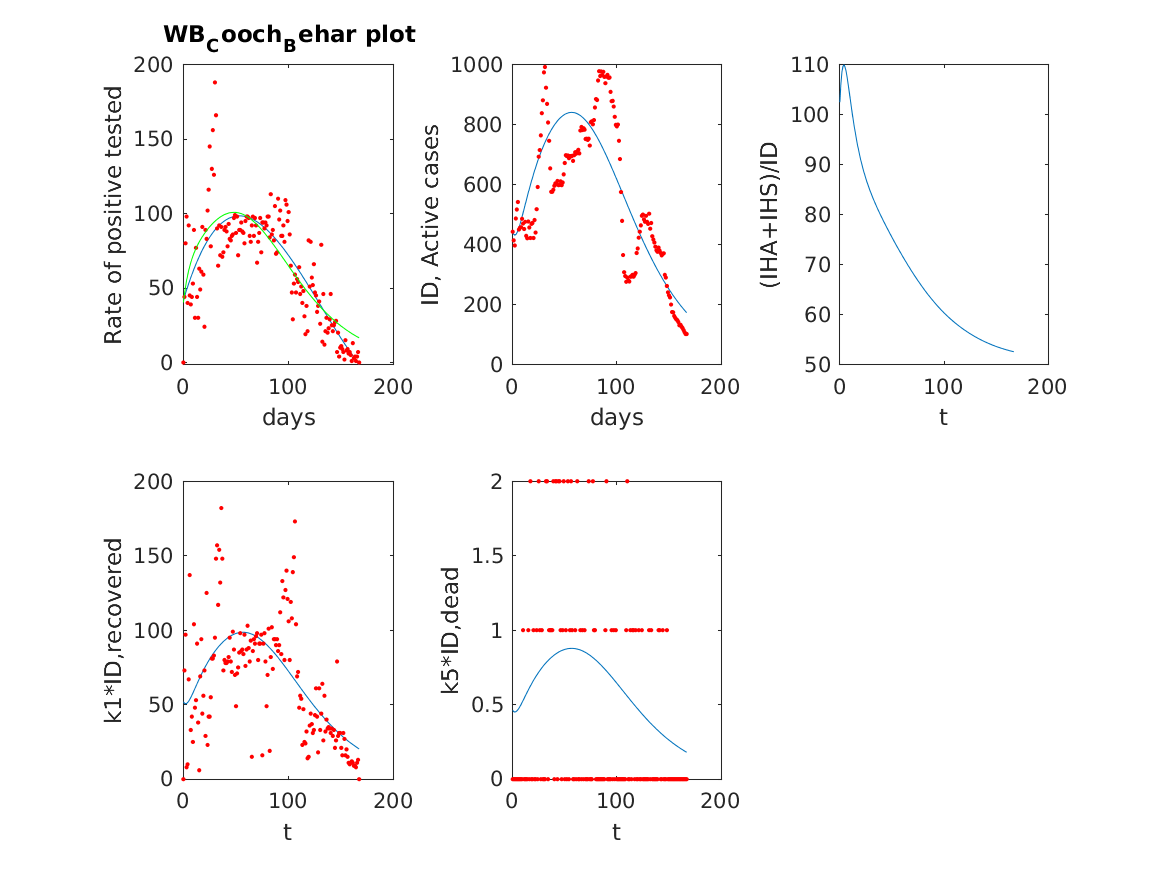 WB_Cooch_Behar plot
200
150
100
50
0
0 100 200
days
Rate of positive tested
1000
800
600
400
200
0
0 100 200
days
ID, Active cases
110
100
90
80
70
60
50
0 100 200
t
(IHA+IHS)/ID
200
150
100
50
0
0 100 200
t
k1*ID,recovered
2
1.5
1
0.5
0
0 100 200
t
k5*ID,dead